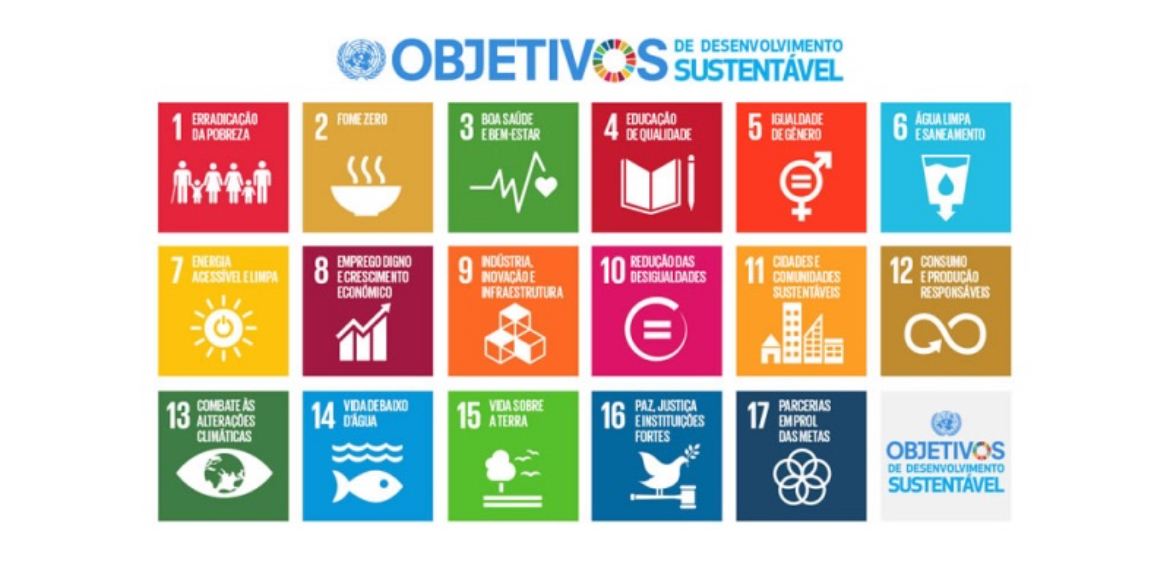 OBJETIVOS
DE DESENVOLVIMENTO
SUSTENTÁVEL
1 ERRADICAÇÃO
DA POBREZA
2 FOME ZERO
3 BOA SAÚDE
E BEM-ESTAR
4 EDUCAÇÃO
DE QUALIDADE
5 IGUALDADE
DE GÊNERO
6 ÁGUA LIMPA
E SANEAMENTO
7 ENERGIA
ACESSÍVEL E LIMPA
8 EMPREGO DIGNO
E CRESCIMENTO
ECONÔMICO
9 INDÚSTRIA,
INOVAÇÃO E
INFRAESTRUTURA
10 REDUÇÃO DAS
DESIGUALDADES
11 CIDADES E
COMUNIDADES
SUSTENTÁVEIS
12 CONSUMO
E PRODUÇÃO
RESPONSÁVEIS
13 COMBATE ÀS
ALTERAÇÕES
CLIMÁTICAS
14 VIDA DEBAIXO
D'ÁGUA
15 VIDA SOBRE
A TERRA
16 PAZ, JUSTIÇA
E INSTITUIÇÕES
FORTES
17 PARCERIAS
EM PROL
DAS METAS
OBJETIVOS
DE DESENVOLVIMENTO
SUSTENTÁVEL